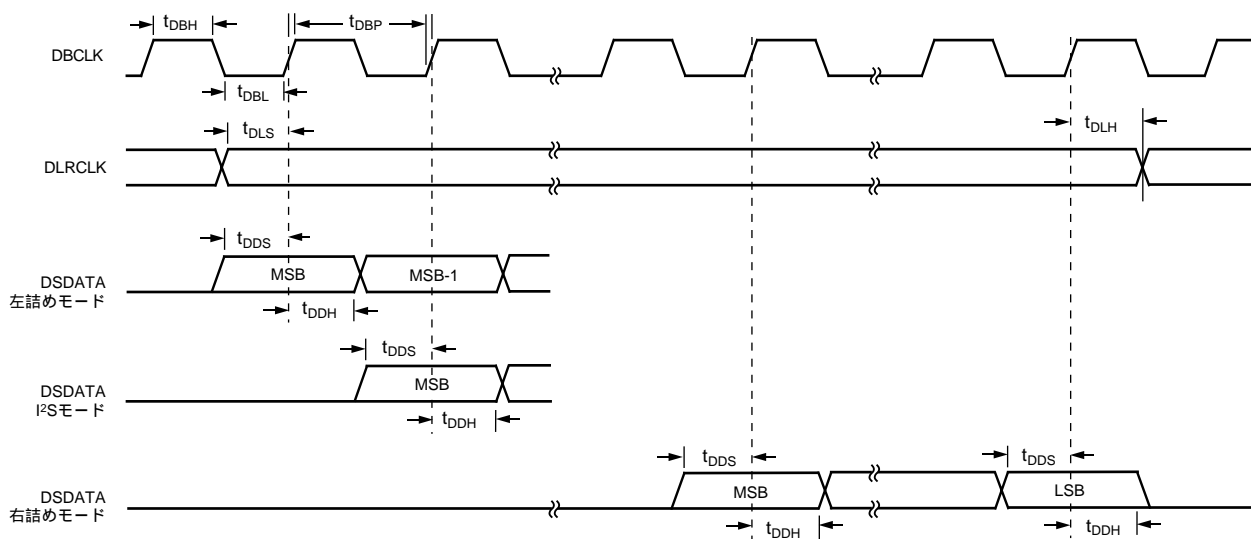 tDBH
tDBP
DBCLK
tDBL
tDLS
tDLH
DLRCLK
tDDS
DSDATA
左詰めモード
MSB
MSB-1
tDDH
tDDS
DSDATA
I²Sモード
MSB
tDDH
tDDS
tDDS
DSDATA
右詰めモード
MSB
LSB
tDDH
tDDH